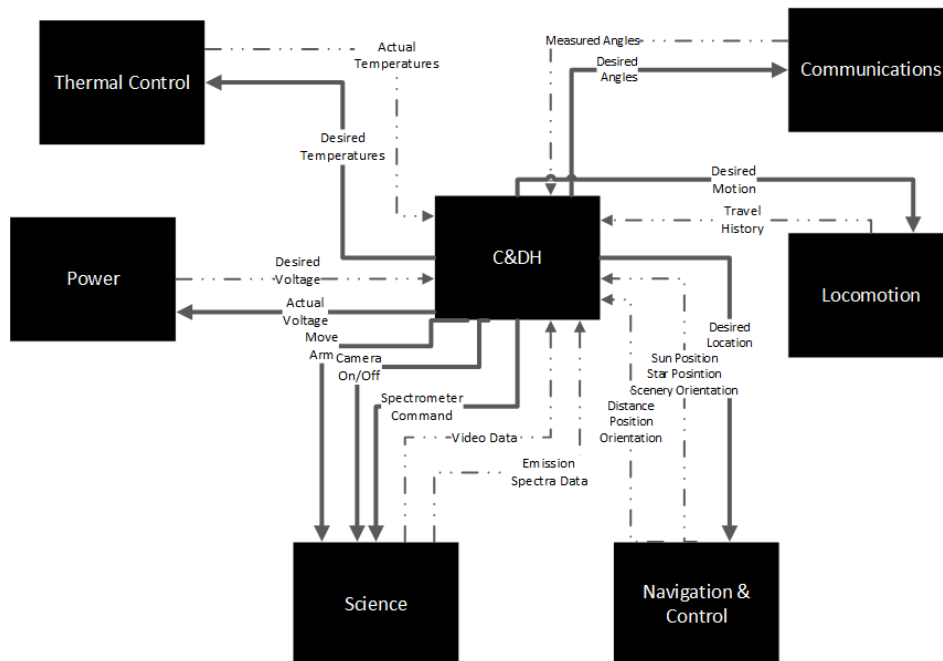 Actual
Temperatures
Measured Angles
Desired
Angles
Communications
Thermal Control
Desired
Temperatures
Desired
Motion
Travel
History
C&DH
Desired
Voltage
Power
Locomotion
Actual
Voltage
Move
Arm
Camera
On/Off
Desired
Location
Sun Position
Star Posintion
Scenery Orientation
Spectrometer
Command
Distance
Position
Orientation
Video Data
Emission
Spectra Data
Science
Navigation &
Control